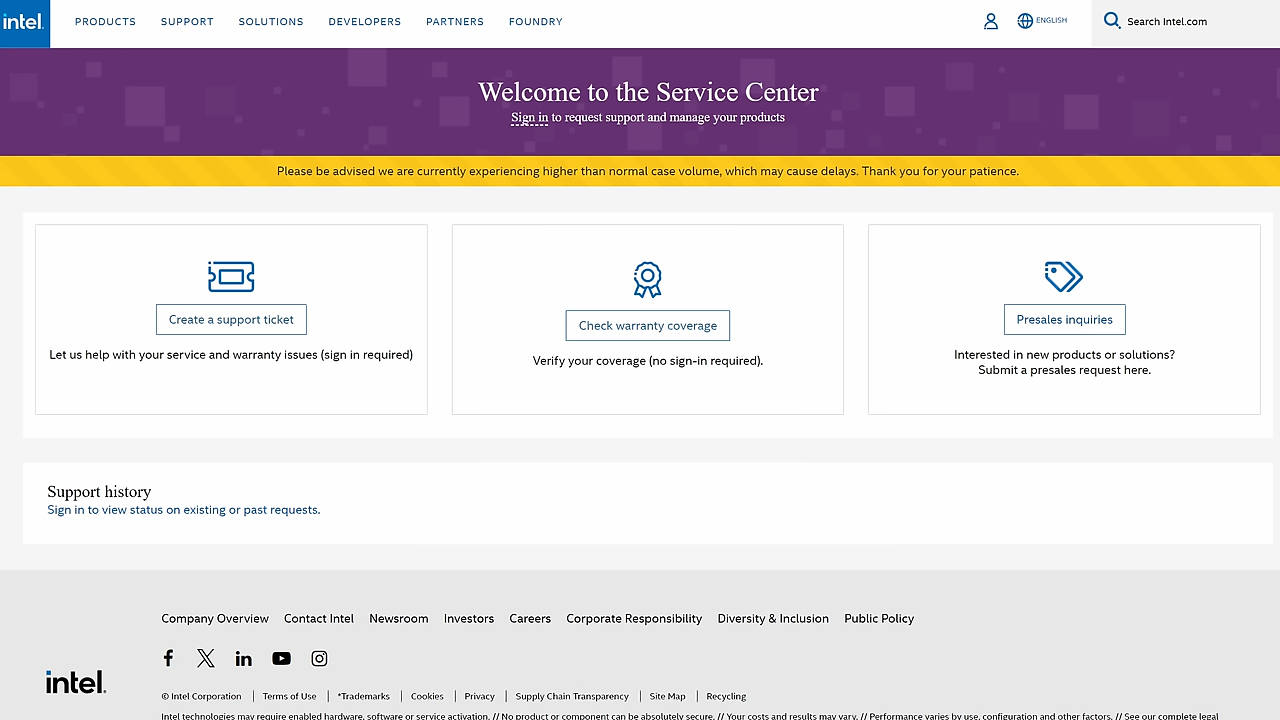 intel.
PRODUCTS SUPPORT SOLUTIONS DEVELOPERS PARTNERS FOUNDRY ENGLISH Search Intel.com
Welcome to the Service Center
Sign in to request support and manage your products
Please be advised we are currently experiencing higher than normal case volume, which may cause delays. Thank you for your patience.
Create a support ticket
Let us help with your service and warranty issues (sign in required)
Check warranty coverage
Verify your coverage (no sign-in required).
Presales inquiries
Interested in new products or solutions?
Submit a presales request here.
Support history
Sign in to view status on existing or past requests.
Company Overview Contact Intel Newsroom Investors Careers Corporate Responsibility Diversity & Inclusion Public Policy
intel.
© Intel Corporation Terms of Use *Trademarks Cookies Privacy Supply Chain Transparency Site Map Recycling
Intel technologies may require enabled hardware, software or service activation. // No product or component can be absolutely secure. // Your costs and results may vary. // Performance varies by use, configuration and other factors. // See our complete legal